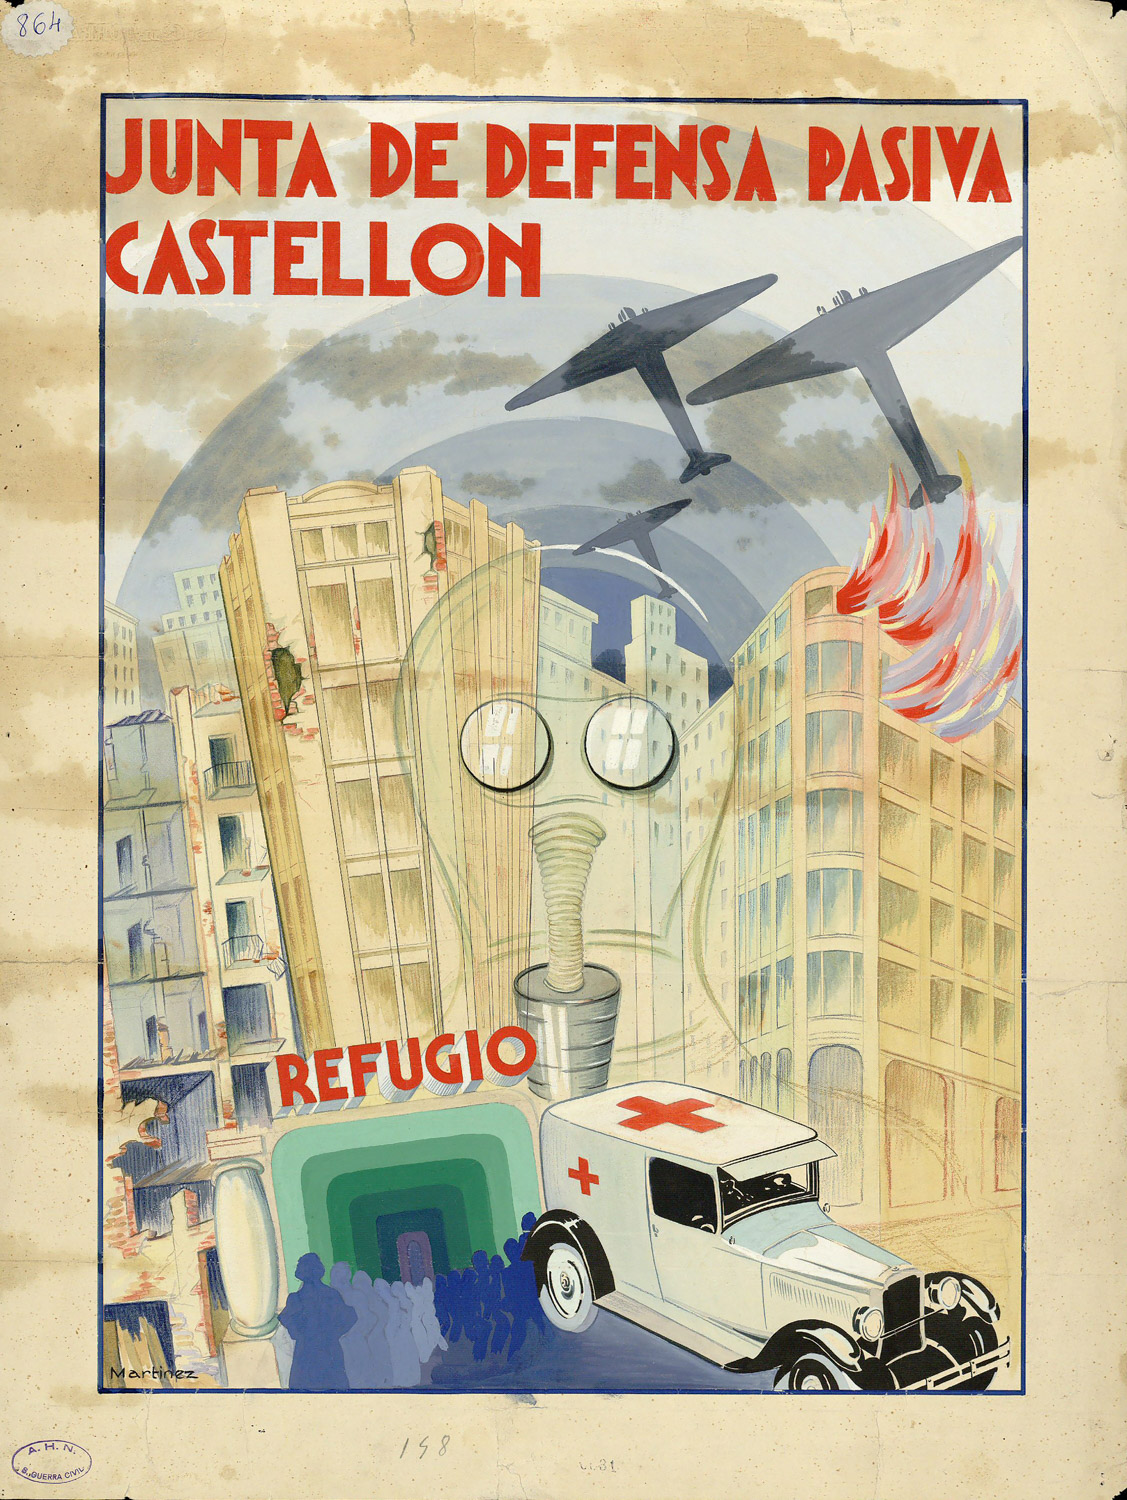 864
JUNTA DE DEFENSA PASIVA
CASTELLON
REFUGIO
Martinez
A. H. N.
B. GUERRA CIVIL
158